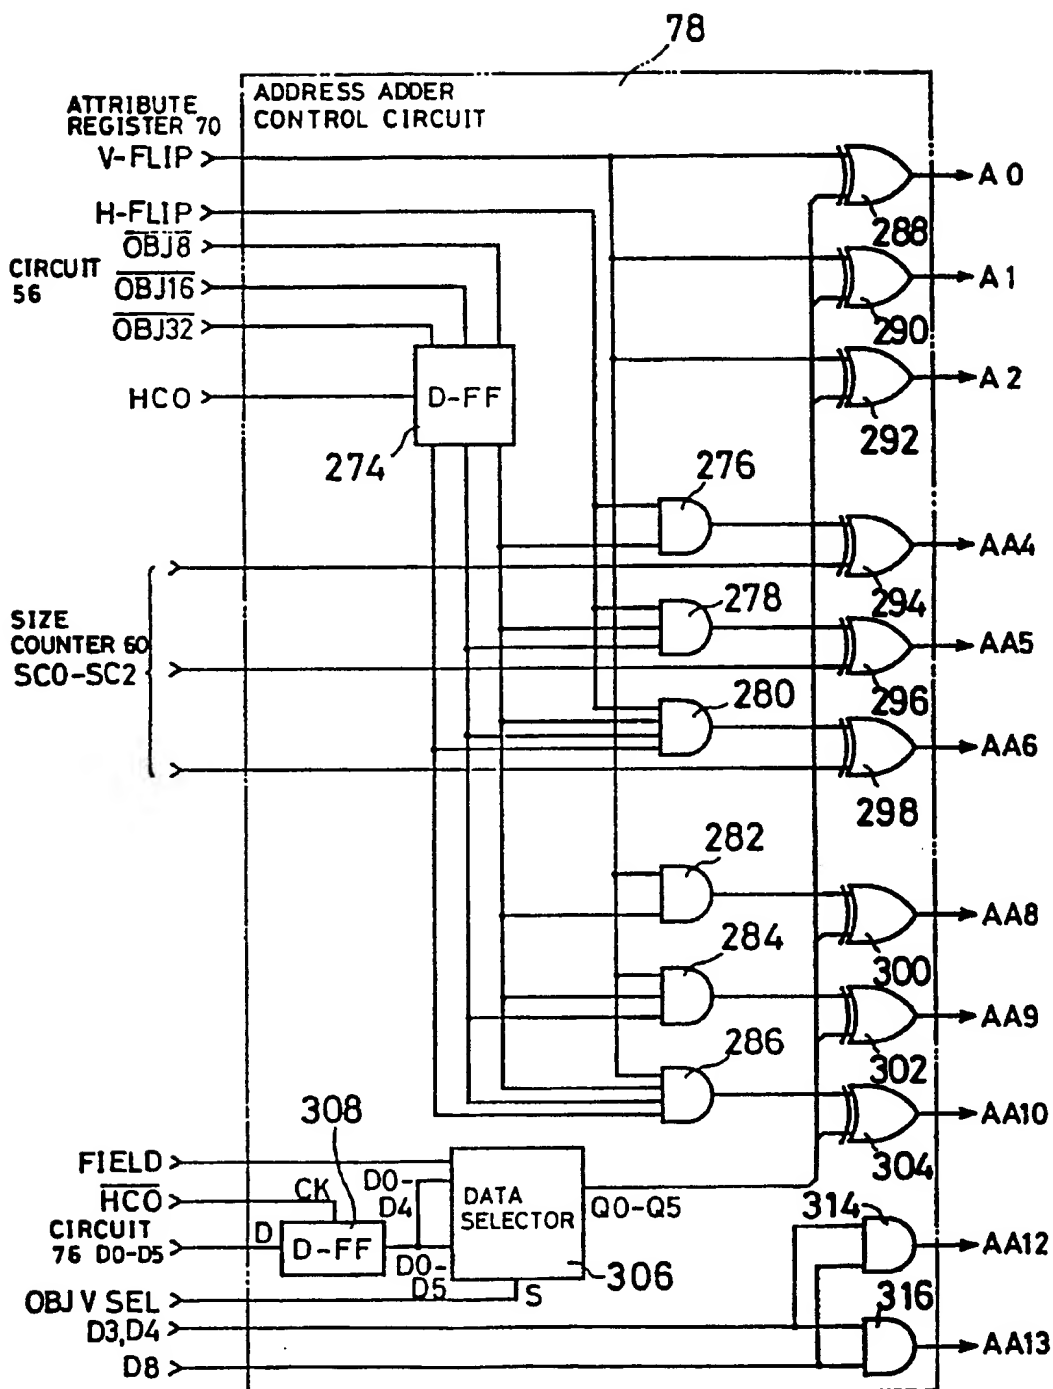 78
ADDRESS ADDER
CONTROL CIRCUIT
ATTRIBUTE
REGISTER 70
V-FLIP
A0
288
H-FLIP
OBJ8
CIRCUIT
56
OBJ16
A1
290
OBJ32
HC0
D-FF
274
A2
292
276
AA4
294
278
SIZE
COUNTER 60
SC0-SC2
AA5
296
280
AA6
298
282
AA8
300
284
AA9
302
286
AA10
304
308
FIELD
HC0
CK
D0-
D4
DATA
SELECTOR
Q0-Q5
CIRCUIT
76 D0-D5
D
D-FF
D0-
D5
306
314
AA12
OBJ V SEL
S
D3,D4
316
AA13
D8